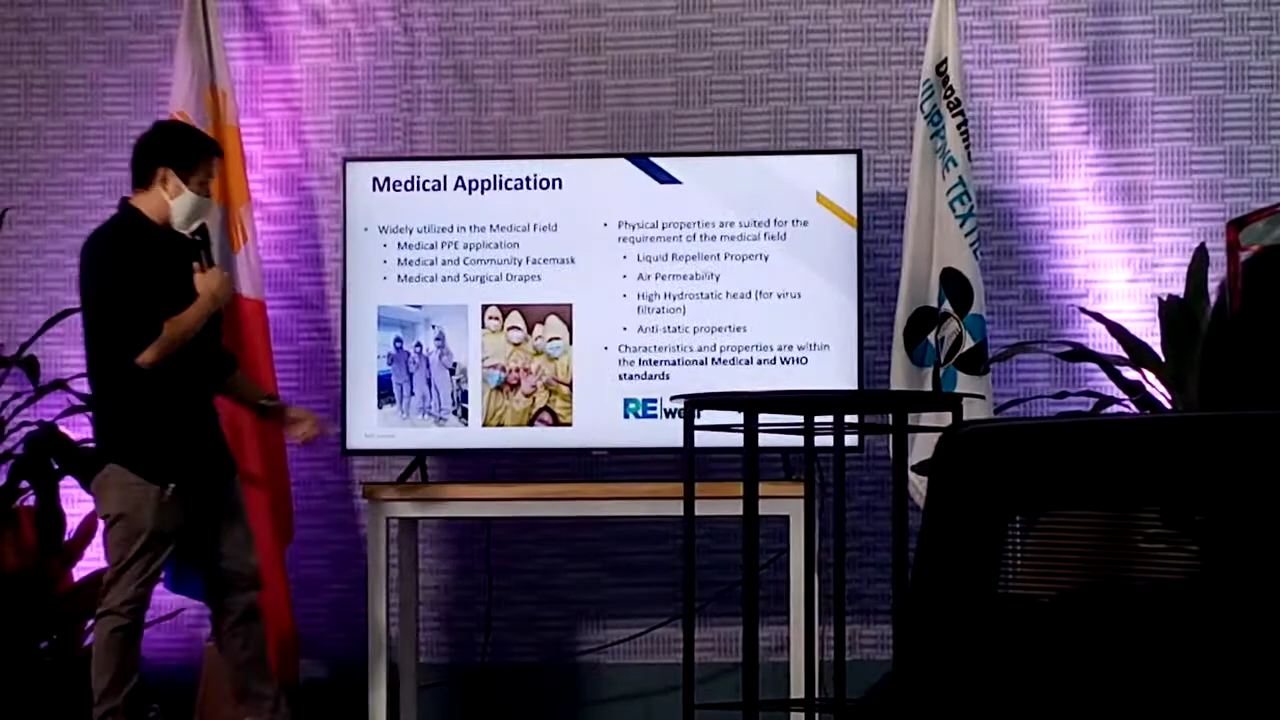 Medical Application
Widely utilized in the Medical Field
Medical PPE application
Medical and Community Facemask
Medical and Surgical Drapes
Physical properties are suited for the
requirement of the medical field
Liquid Repellent Property
Air Permeability
High Hydrostatic head (for virus
filtration)
Anti-static properties
Characteristics and properties are within
the International Medical and WHO
standards
RE